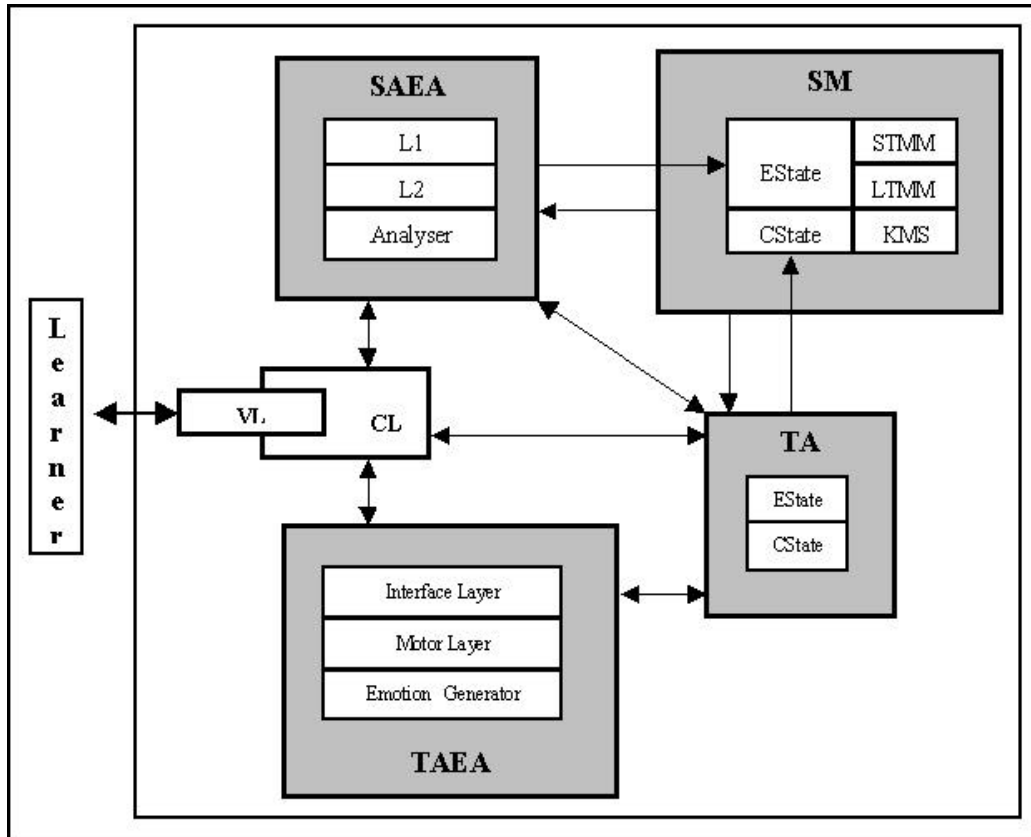 SAEA
L1
L2
Analyser
SM
EState
STMM
LTMM
CState
KMS
Learner
VL
CL
TA
EState
CState
Interface Layer
Motor Layer
Emotion Generator
TAEA